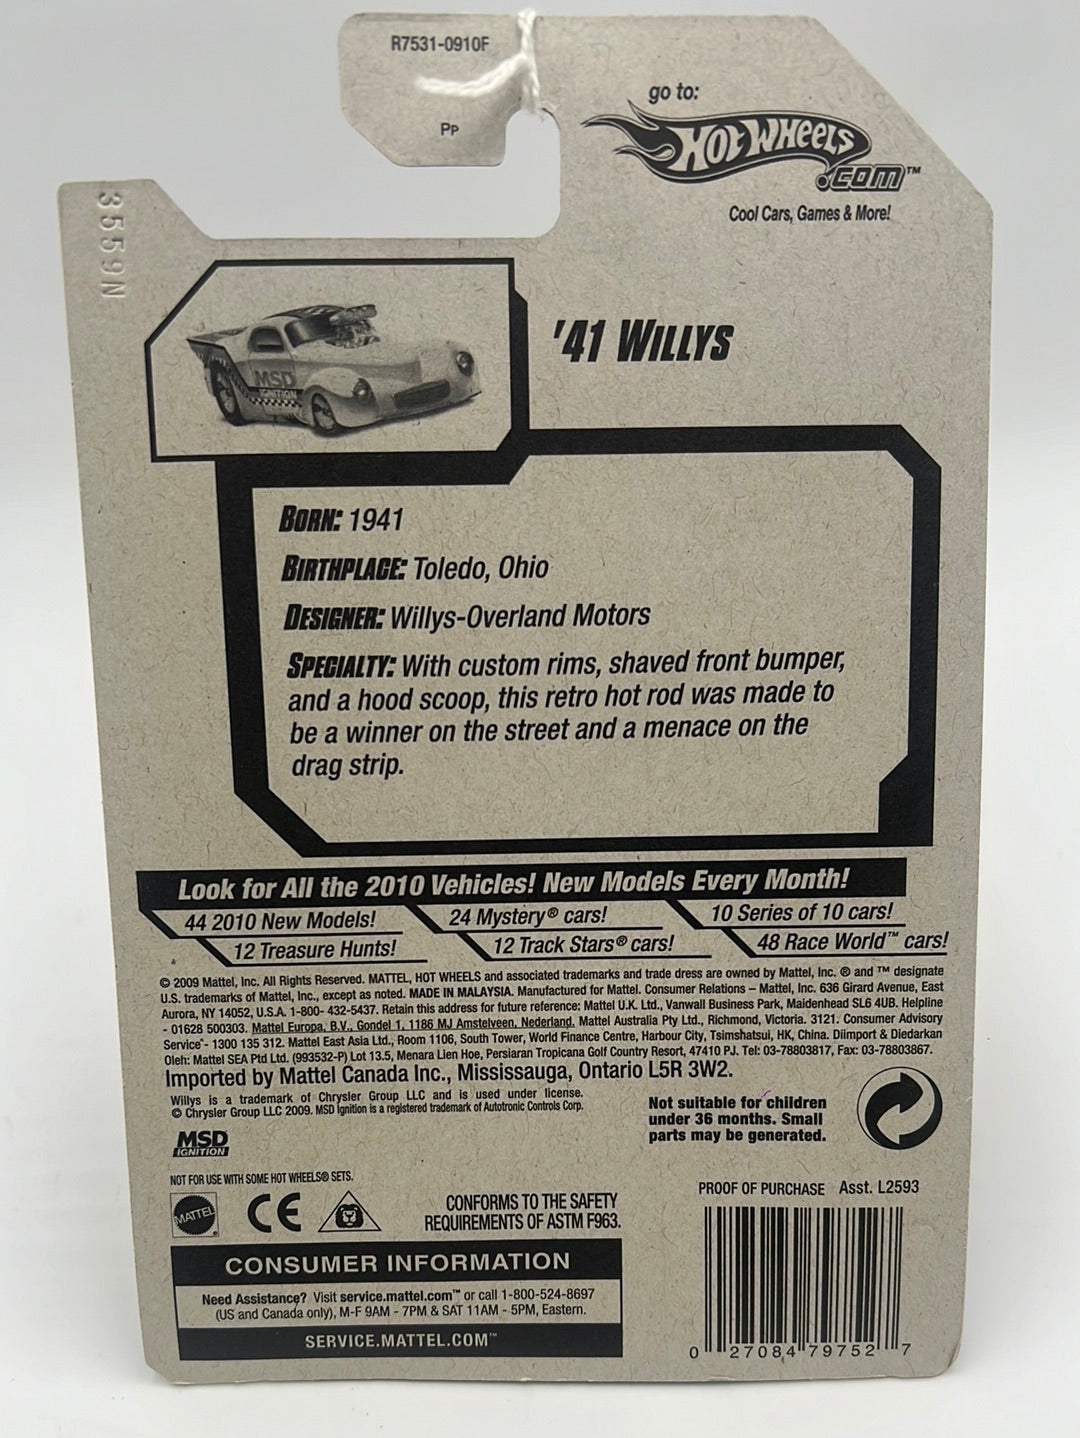 R7531-0910F
Pp
go to:
HOT WHEELS
.COM™
Cool Cars, Games & More!
3559N
MSD
IGNITION
'41 WILLYS
BORN: 1941
BIRTHPLACE: Toledo, Ohio
DESIGNER: Willys-Overland Motors
SPECIALTY: With custom rims, shaved front bumper,
and a hood scoop, this retro hot rod was made to
be a winner on the street and a menace on the
drag strip.
Look for All the 2010 Vehicles! New Models Every Month!
44 2010 New Models!
24 Mystery® cars!
10 Series of 10 cars!
12 Treasure Hunts!
12 Track Stars® cars!
48 Race World™ cars!
© 2009 Mattel, Inc. All Rights Reserved. MATTEL, HOT WHEELS and associated trademarks and trade dress are owned by Mattel, Inc. ® and ™ designate
U.S. trademarks of Mattel, Inc., except as noted. MADE IN MALAYSIA. Manufactured for Mattel. Consumer Relations – Mattel, Inc. 636 Girard Avenue, East
Aurora, NY 14052, U.S.A. 1-800- 432-5437. Retain this address for future reference: Mattel U.K. Ltd., Vanwall Business Park, Maidenhead SL6 4UB. Helpline
- 01628 500303. Mattel Europa, B.V., Gondel 1, 1186 MJ Amstelveen, Nederland. Mattel Australia Pty Ltd., Richmond, Victoria. 3121. Consumer Advisory
Service - 1300 135 312. Mattel East Asia Ltd., Room 1106, South Tower, World Finance Centre, Harbour City, Tsimshatsui, HK, China. Diimport & Diedarkan
Oleh: Mattel SEA Ptd Ltd. (993532-P) Lot 13.5, Menara Lien Hoe, Persiaran Tropicana Golf Country Resort, 47410 PJ. Tel: 03-78803817, Fax: 03-78803867.
Imported by Mattel Canada Inc., Mississauga, Ontario L5R 3W2.
Willys is a trademark of Chrysler Group LLC and is used under license.
© Chrysler Group LLC 2009. MSD Ignition is a registered trademark of Autotronic Controls Corp.
Not suitable for children
under 36 months. Small
parts may be generated.
MSD
IGNITION
NOT FOR USE WITH SOME HOT WHEELS® SETS.
MATTEL
CE
CONFORMS TO THE SAFETY
REQUIREMENTS OF ASTM F963.
PROOF OF PURCHASE Asst. L2593
CONSUMER INFORMATION
Need Assistance? Visit service.mattel.com™ or call 1-800-524-8697
(US and Canada only), M-F 9AM - 7PM & SAT 11AM - 5PM, Eastern.
SERVICE.MATTEL.COM™
0 27084 79752 7